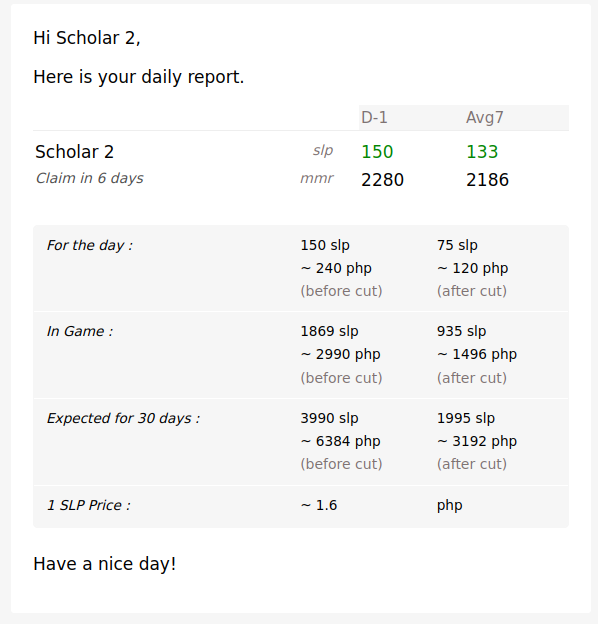 Hi Scholar 2,
Here is your daily report.
D-1 Avg7
Scholar 2 slp 150 133
Claim in 6 days mmr 2280 2186
For the day : 150 slp 75 slp
~ 240 php ~ 120 php
(before cut) (after cut)
In Game : 1869 slp 935 slp
~ 2990 php ~ 1496 php
(before cut) (after cut)
Expected for 30 days : 3990 slp 1995 slp
~ 6384 php ~ 3192 php
(before cut) (after cut)
1 SLP Price : ~ 1.6 php
Have a nice day!